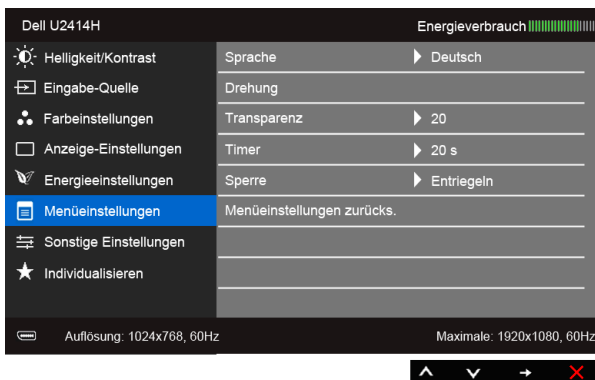 Dell U2414H Energieverbrauch
Helligkeit/Kontrast Sprache Deutsch
Eingabe-Quelle Drehung
Farbeinstellungen Transparenz 20
Anzeige-Einstellungen Timer 20 s
Energieeinstellungen Sperre Entriegeln
Menüeinstellungen Menüeinstellungen zurücks.
Sonstige Einstellungen
Individualisieren
Auflösung: 1024x768, 60Hz Maximale: 1920x1080, 60Hz